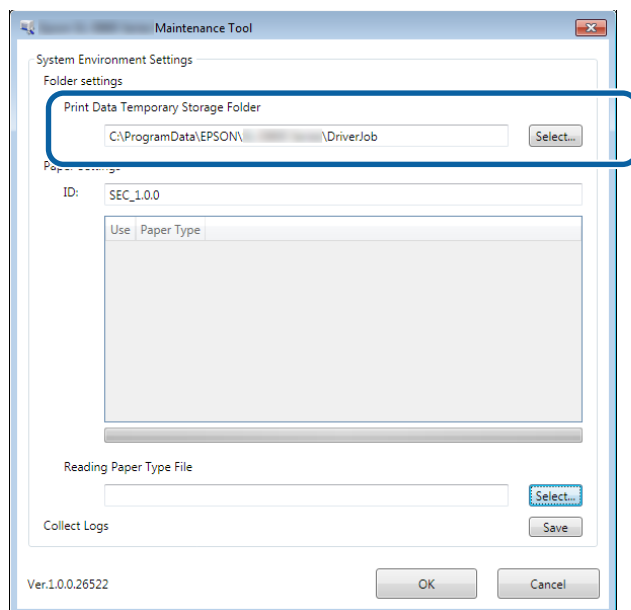 Maintenance Tool
System Environment Settings
Folder settings
Print Data Temporary Storage Folder
C:\ProgramData\EPSON\ \DriverJob Select...
ID: SEC_1.0.0
Use Paper Type
Reading Paper Type File
Select...
Collect Logs Save
Ver.1.0.0.26522 OK Cancel